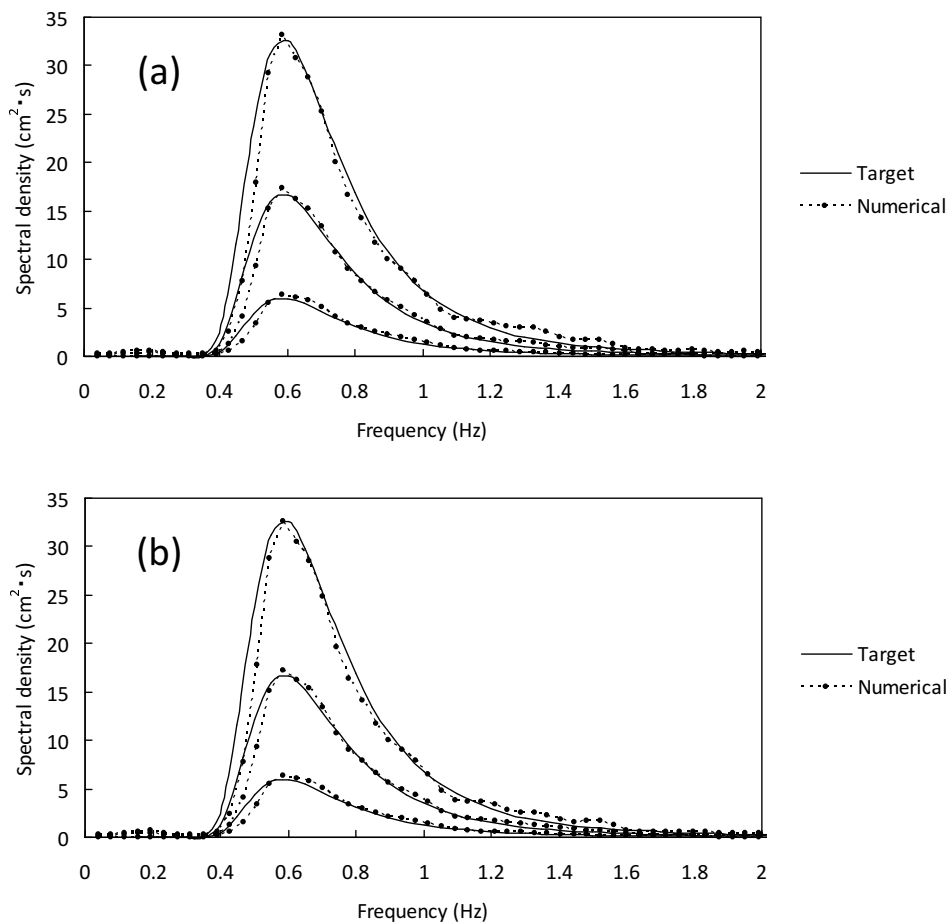 35
30
25
20
15
10
5
0
Spectral density (cm²▪s)
(a)
0 0.2 0.4 0.6 0.8 1 1.2 1.4 1.6 1.8 2
Frequency (Hz)
Target
Numerical
35
30
25
20
15
10
5
0
Spectral density (cm²▪s)
(b)
0 0.2 0.4 0.6 0.8 1 1.2 1.4 1.6 1.8 2
Frequency (Hz)
Target
Numerical